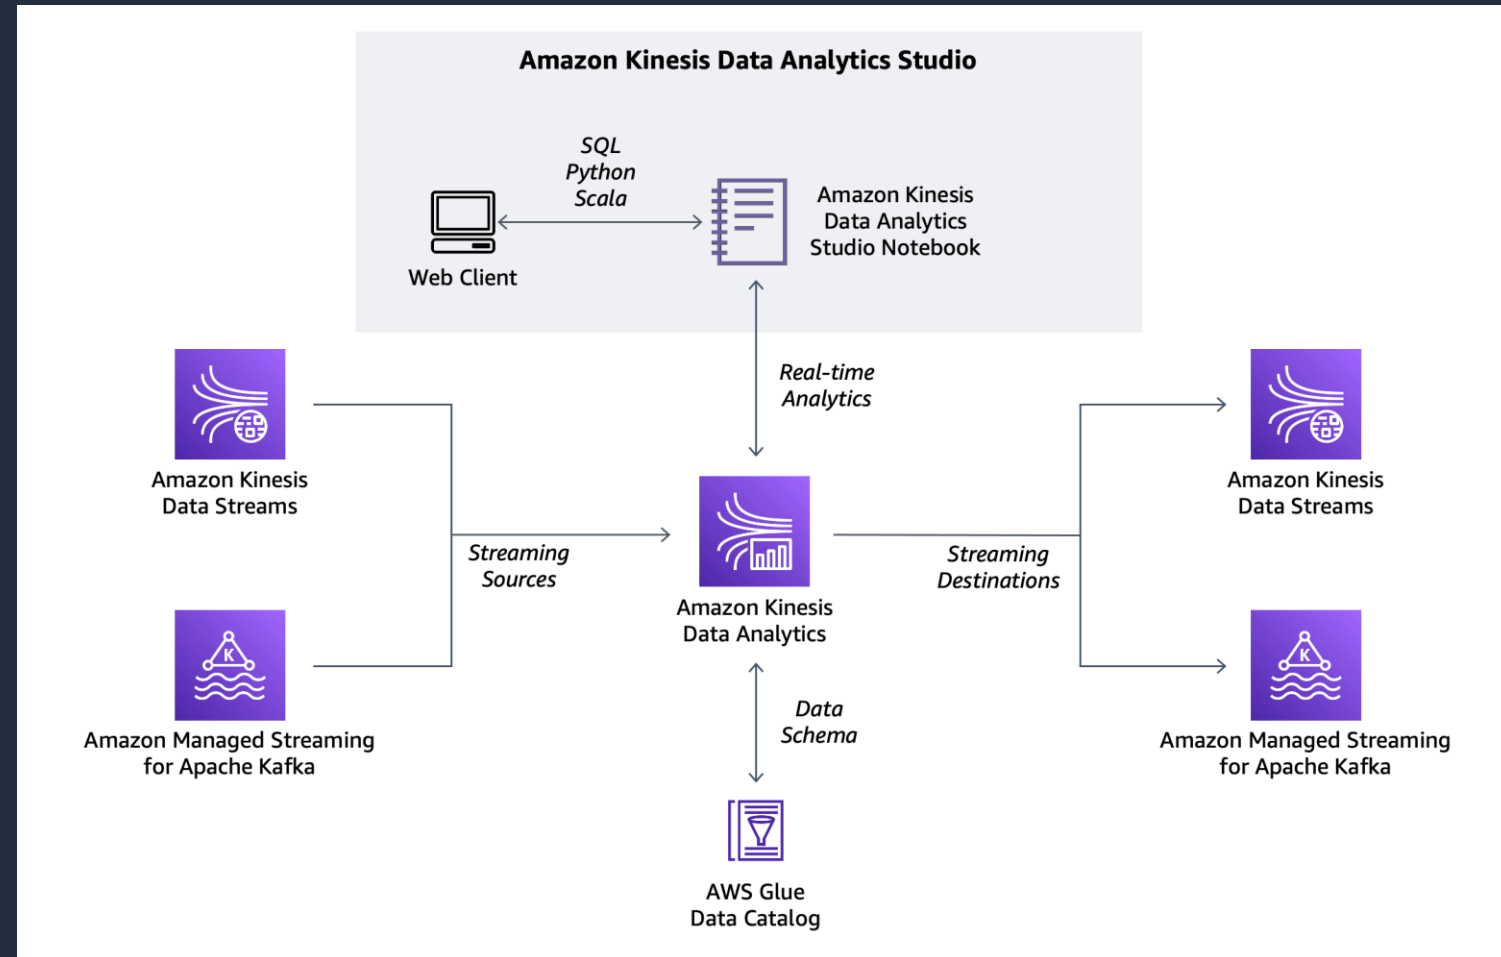 Amazon Kinesis Data Analytics Studio
SQL
Python
Scala
Web Client
Amazon Kinesis
Data Analytics
Studio Notebook
Real-time
Analytics
Amazon Kinesis
Data Streams
Amazon Kinesis
Data Streams
Streaming
Sources
Amazon Kinesis
Data Analytics
Streaming
Destinations
K
Amazon Managed Streaming
for Apache Kafka
Data
Schema
K
Amazon Managed Streaming
for Apache Kafka
AWS Glue
Data Catalog